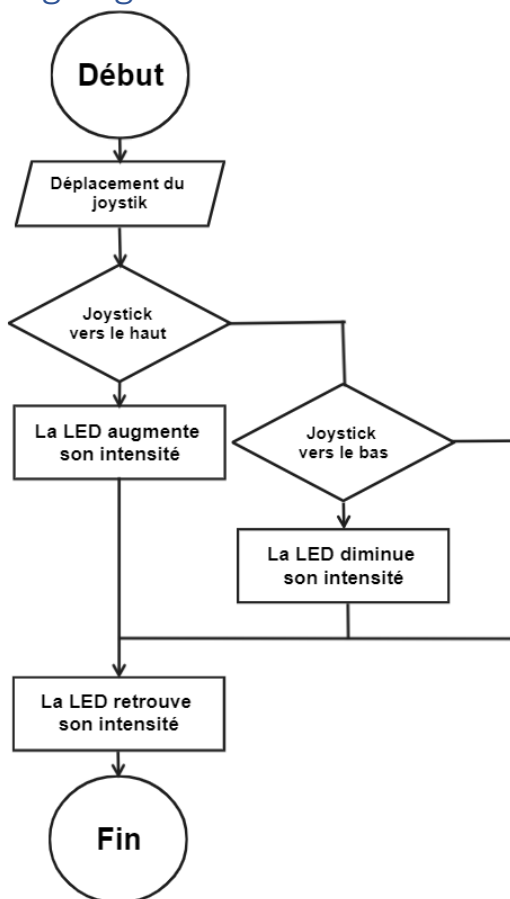 Début
Déplacement du
joystik
Joystick
vers le haut
La LED augmente
son intensité
Joystick
vers le bas
La LED diminue
son intensité
La LED retrouve
son intensité
Fin